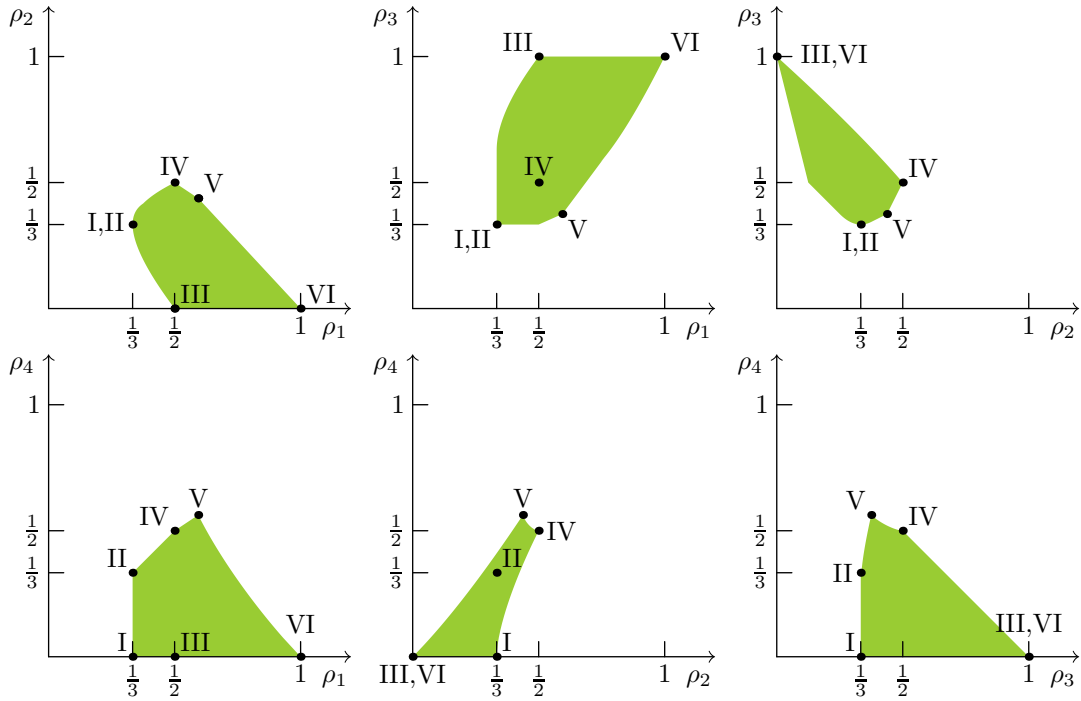 ρ₂
1
½
⅓
⅓
½
1
ρ₁
I,II
IV
V
III
VI
ρ₃
1
½
⅓
⅓
½
1
ρ₁
III
VI
IV
I,II
V
ρ₃
1
½
⅓
⅓
½
1
ρ₂
III,VI
IV
I,II
V
ρ₄
1
½
⅓
⅓
½
1
ρ₁
V
IV
II
I
III
VI
ρ₄
1
½
⅓
⅓
½
1
ρ₂
V
IV
II
I
III,VI
ρ₄
1
½
⅓
⅓
½
1
ρ₃
V
IV
II
I
III,VI